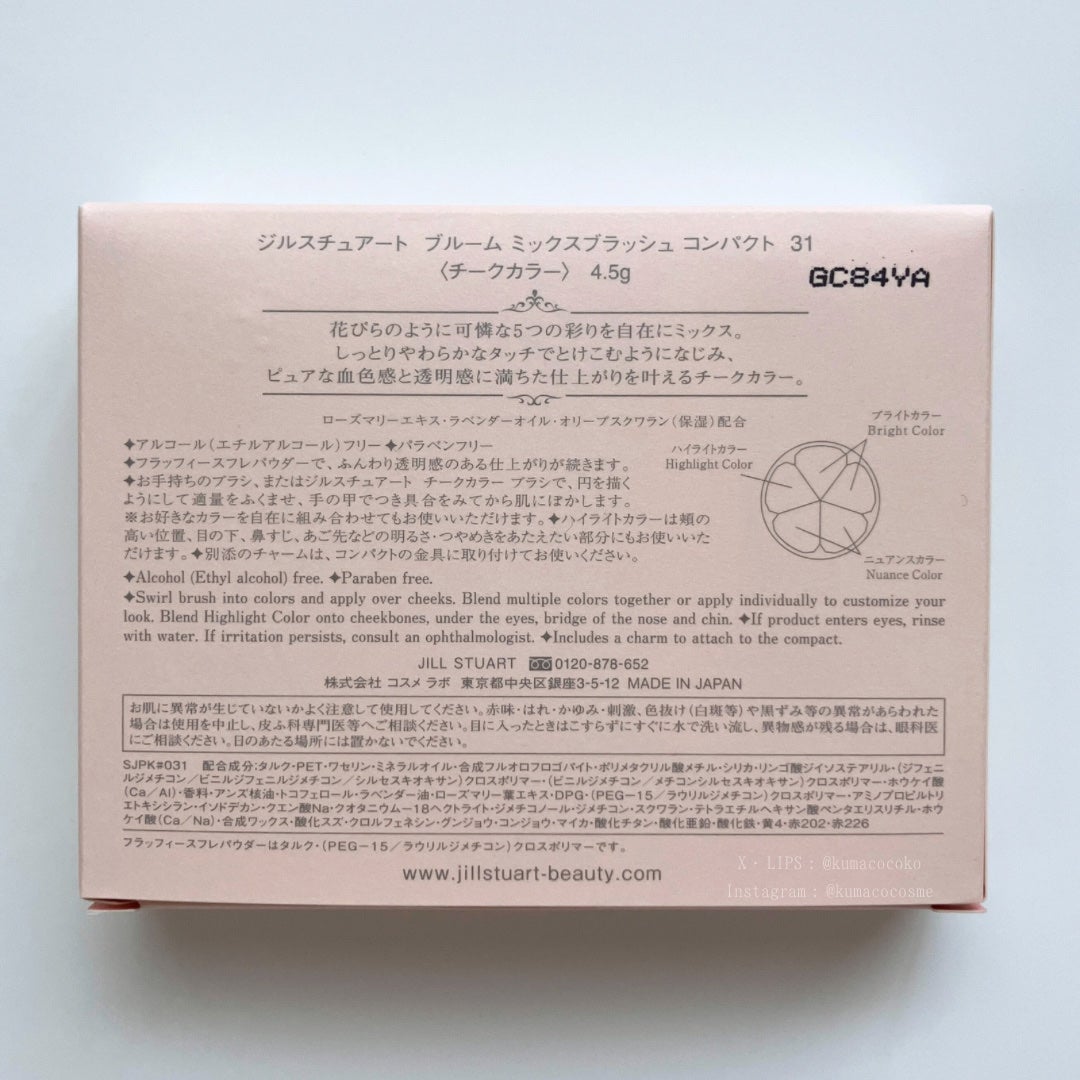 ジルスチュアート ブルーム ミックスブラッシュ コンパクト 31
〈チークカラー〉 4.5g
GC84YA
花びらのように可憐な5つの彩りを自在にミックス。
しっとりやわらかなタッチでとけこむようになじみ、
ピュアな血色感と透明感に満ちた仕上がりを叶えるチークカラー。
ローズマリーエキス・ラベンダーオイル・オリーブスクワラン（保湿）配合
ブライトカラー
Bright Color
ハイライトカラー
Highlight Color
ニュアンスカラー
Nuance Color
✦アルコール（エチルアルコール）フリー ✦パラベンフリー
✦フラッフィースフレパウダーで、ふんわり透明感のある仕上がりが続きます。
✦お手持ちのブラシ、またはジルスチュアート チークカラー ブラシで、円を描く
ようにして適量をふくませ、手の甲でつき具合をみてから肌にぼかします。
※お好きなカラーを自在に組み合わせてもお使いいただけます。✦ハイライトカラーは頬の
高い位置、目の下、鼻すじ、あご先などの明るさ・つやめきをあたえたい部分にもお使いいた
だけます。✦別添のチャームは、コンパクトの金具に取り付けてお使いください。
✦Alcohol (Ethyl alcohol) free. ✦Paraben free.
✦Swirl brush into colors and apply over cheeks. Blend multiple colors together or apply individually to customize your
look. Blend Highlight Color onto cheekbones, under the eyes, bridge of the nose and chin. ✦If product enters eyes, rinse
with water. If irritation persists, consult an ophthalmologist. ✦Includes a charm to attach to the compact.
JILL STUART 0120-878-652
株式会社 コスメ ラボ 東京都中央区銀座3-5-12 MADE IN JAPAN
お肌に異常が生じていないかよく注意して使用してください。赤味・はれ・かゆみ・刺激、色抜け（白斑等）や黒ずみ等の異常があらわれた
場合は使用を中止し、皮ふ科専門医等へご相談ください。目に入ったときはこすらずにすぐに水で洗い流し、異物感が残る場合は、眼科医
にご相談ください。日のあたる場所には置かないでください。
SJPK#031 配合成分:タルク・PET・ワセリン・ミネラルオイル・合成フルオロフロゴパイト・ポリメタクリル酸メチル・シリカ・リンゴ酸ジイソステアリル・（ジフェニ
ルジメチコン／ビニルジフェニルジメチコン／シルセスキオキサン）クロスポリマー・（ビニルジメチコン／メチコンシルセスキオキサン）クロスポリマー・ホウケイ酸
（Ca／Al）・香料・アンズ核油・トコフェロール・ラベンダー油・ローズマリー葉エキス・DPG・（PEG－15／ラウリルジメチコン）クロスポリマー・アミノプロピルトリ
エトキシシラン・イソドデカン・クエン酸Na・クオタニウム－18ヘクトライト・ジメチコノール・ジメチコン・スクワラン・テトラエチルヘキサン酸ペンタエリスリチル・ホウ
ケイ酸（Ca／Na）・合成ワックス・酸化スズ・クロルフェネシン・グンジョウ・コンジョウ・マイカ・酸化チタン・酸化亜鉛・酸化鉄・黄4・赤202・赤226
フラッフィースフレパウダーはタルク・（PEG－15／ラウリルジメチコン）クロスポリマーです。
www.jillstuart-beauty.com
X・LIPS : @kumacocoko
Instagram : @kumacocosme